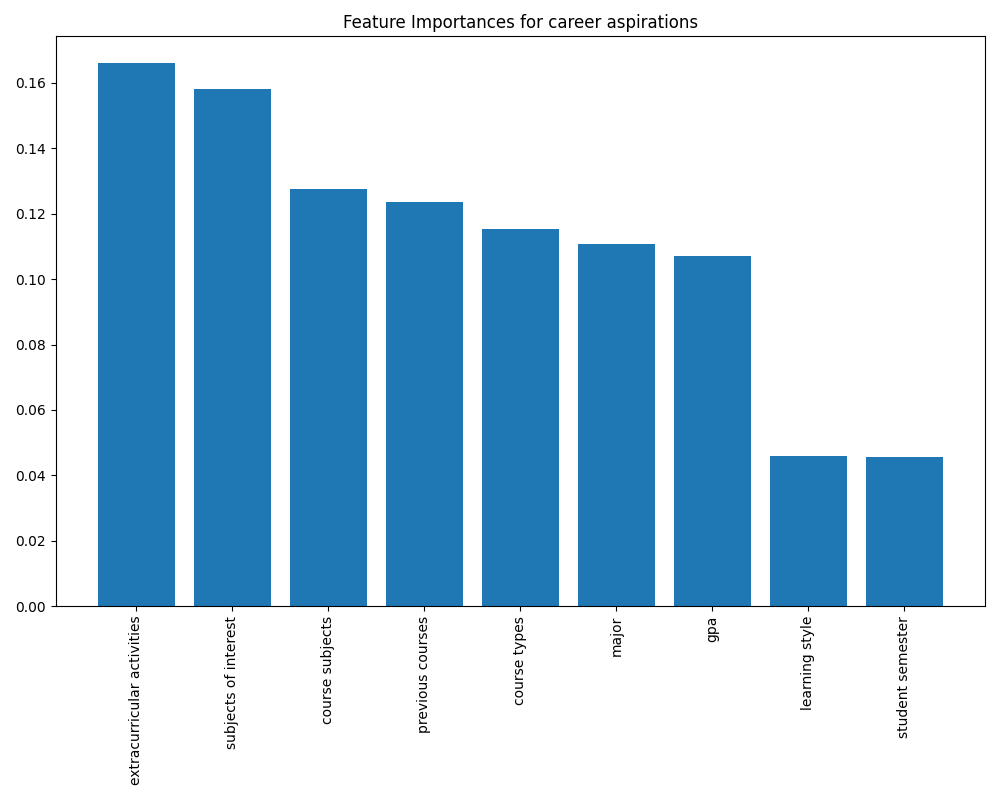 Feature Importances for career aspirations
0.16
0.14
0.12
0.10
0.08
0.06
0.04
0.02
0.00
extracurricular activities
subjects of interest
course subjects
previous courses
course types
major
gpa
learning style
student semester